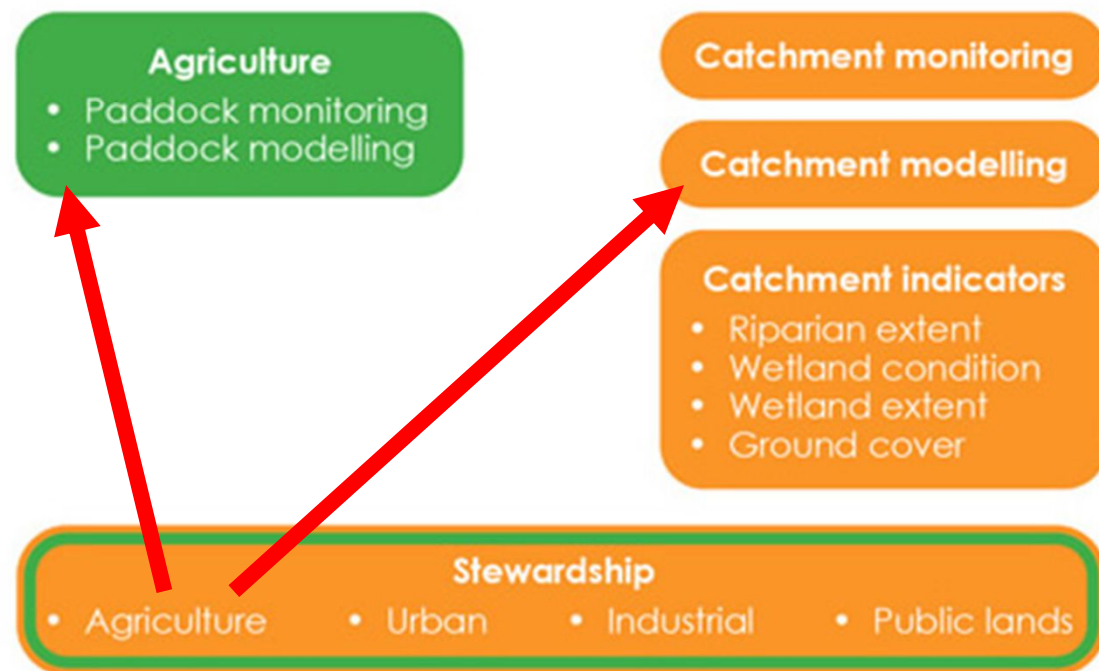 Agriculture
• Paddock monitoring
• Paddock modelling
Catchment monitoring
Catchment modelling
Catchment indicators
• Riparian extent
• Wetland condition
• Wetland extent
• Ground cover
Stewardship
• Agriculture • Urban • Industrial • Public lands